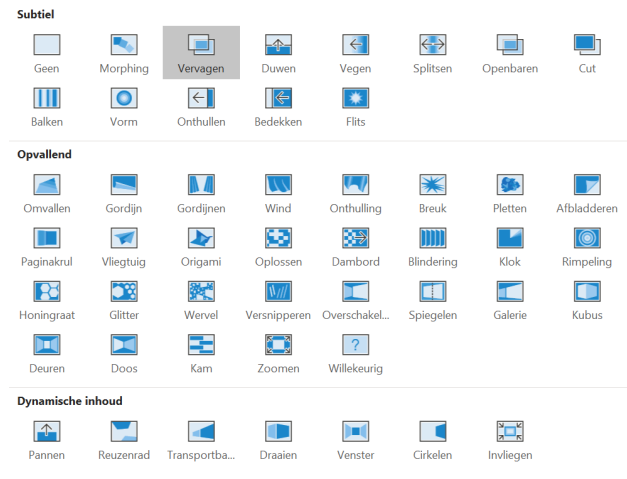 Subtiel
Geen Morphing Vervagen Duwen Vegen Splitsen Openbaren Cut
Balken Vorm Onthullen Bedekken Flits
Opvallend
Omvallen Gordijn Gordijnen Wind Onthulling Breuk Pletten Afbladderen
Paginakrul Vliegtuig Origami Oplossen Dambord Blindering Klok Rimpeling
Honingraat Glitter Wervel Versnipperen Overschakel... Spiegelen Galerie Kubus
Deuren Doos Kam Zoomen Willekeurig
?
Dynamische inhoud
Pannen Reuzenrad Transportba... Draaien Venster Cirkelen Invliegen